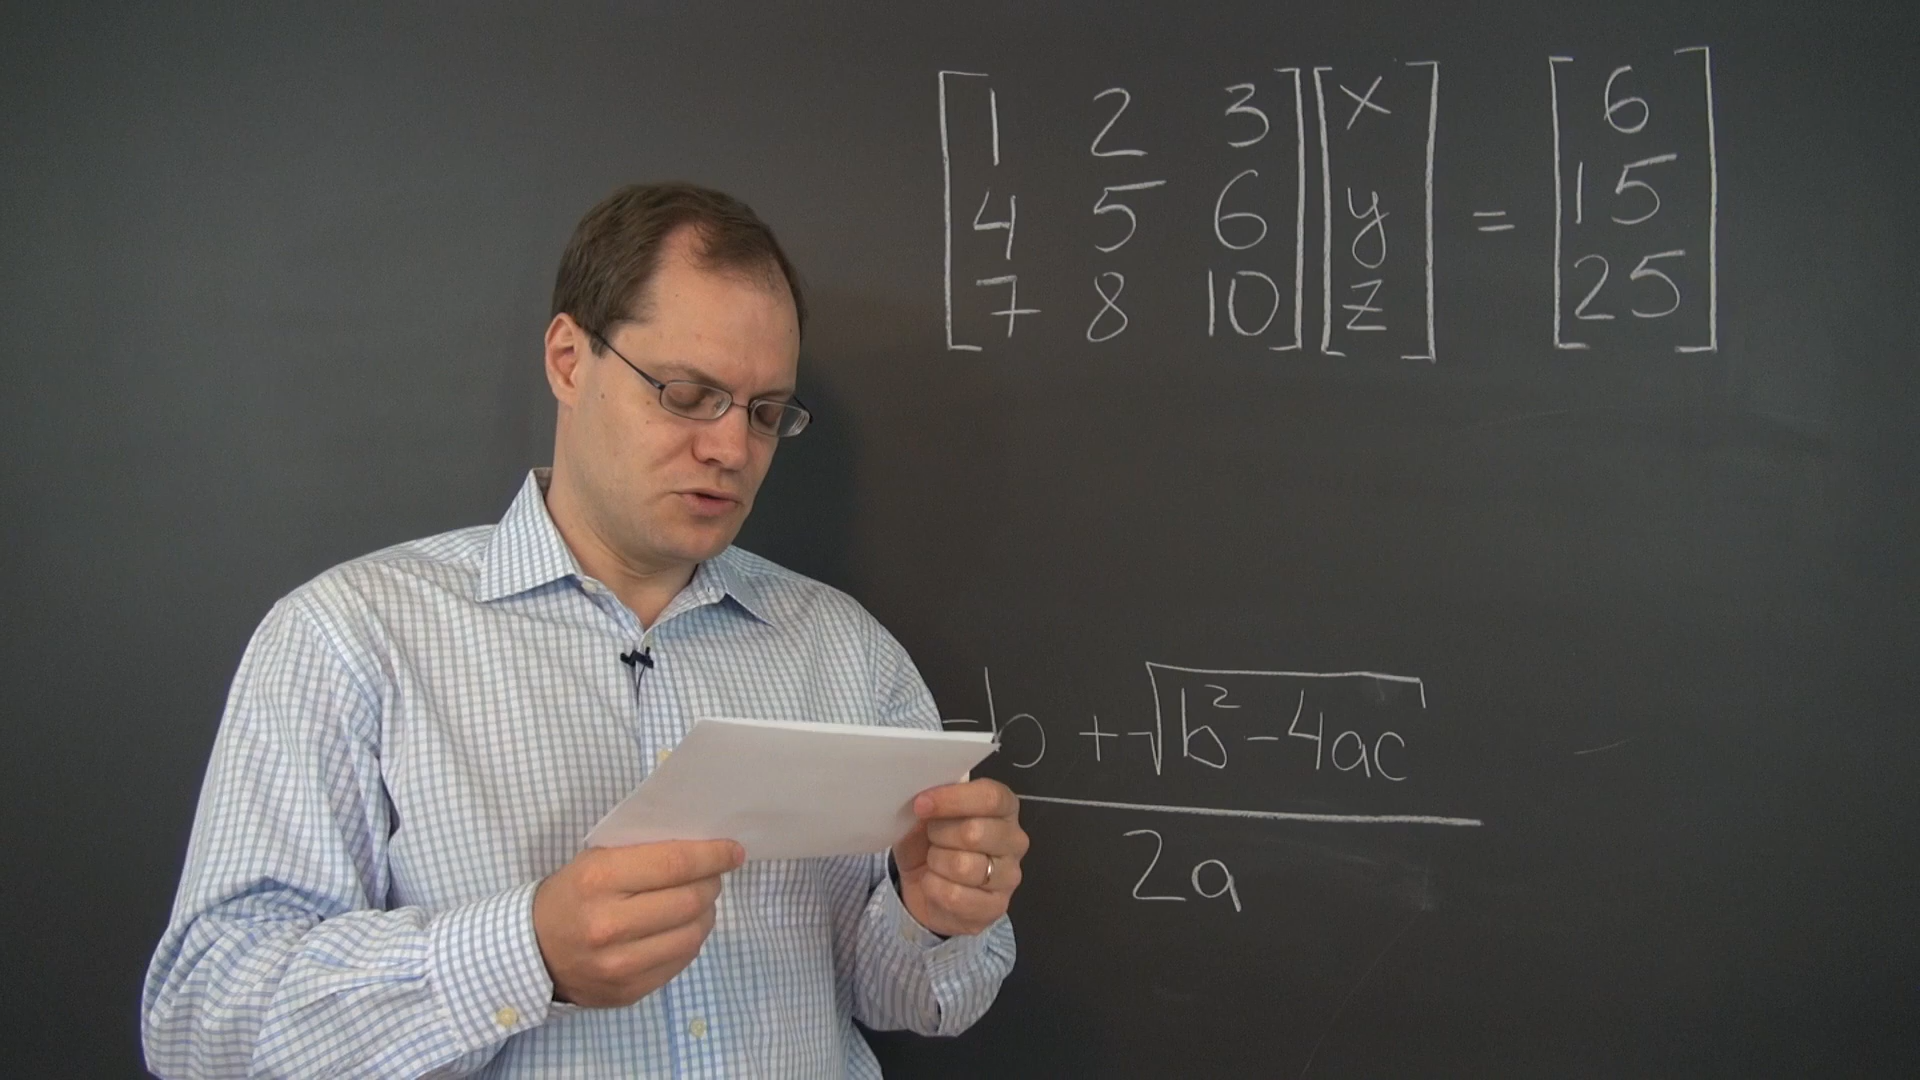 [1 2 3] [x] [6]
[4 5 6] [y] = [15]
[7 8 10] [z] [25]
-b + √b²-4ac
2a